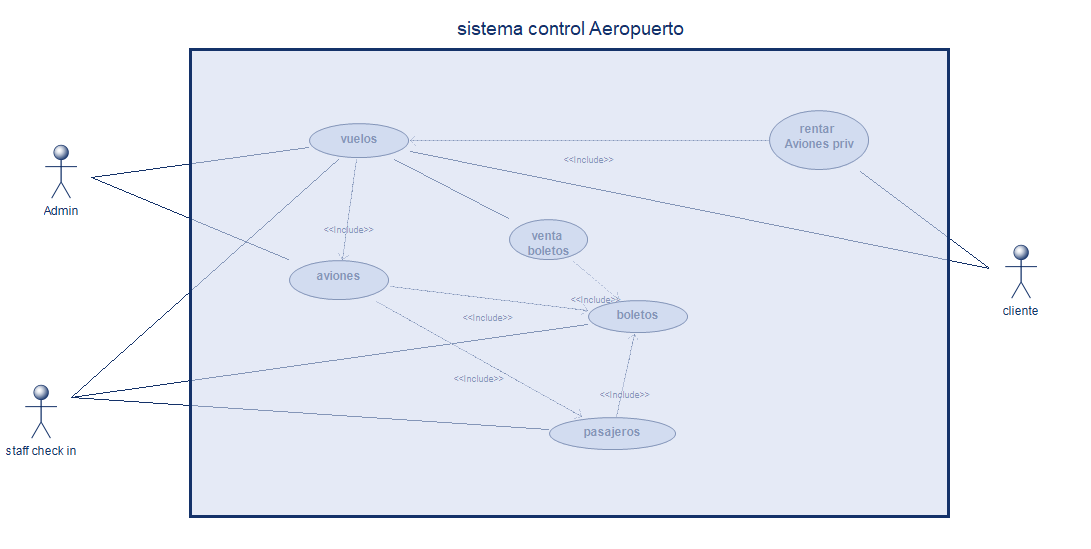 sistema control Aeropuerto
vuelos
rentar
Aviones priv
<<Include>>
Admin
<<Include>>
venta
boletos
aviones
<<Include>>
cliente
boletos
<<Include>>
<<Include>>
<<Include>>
pasajeros
staff check in